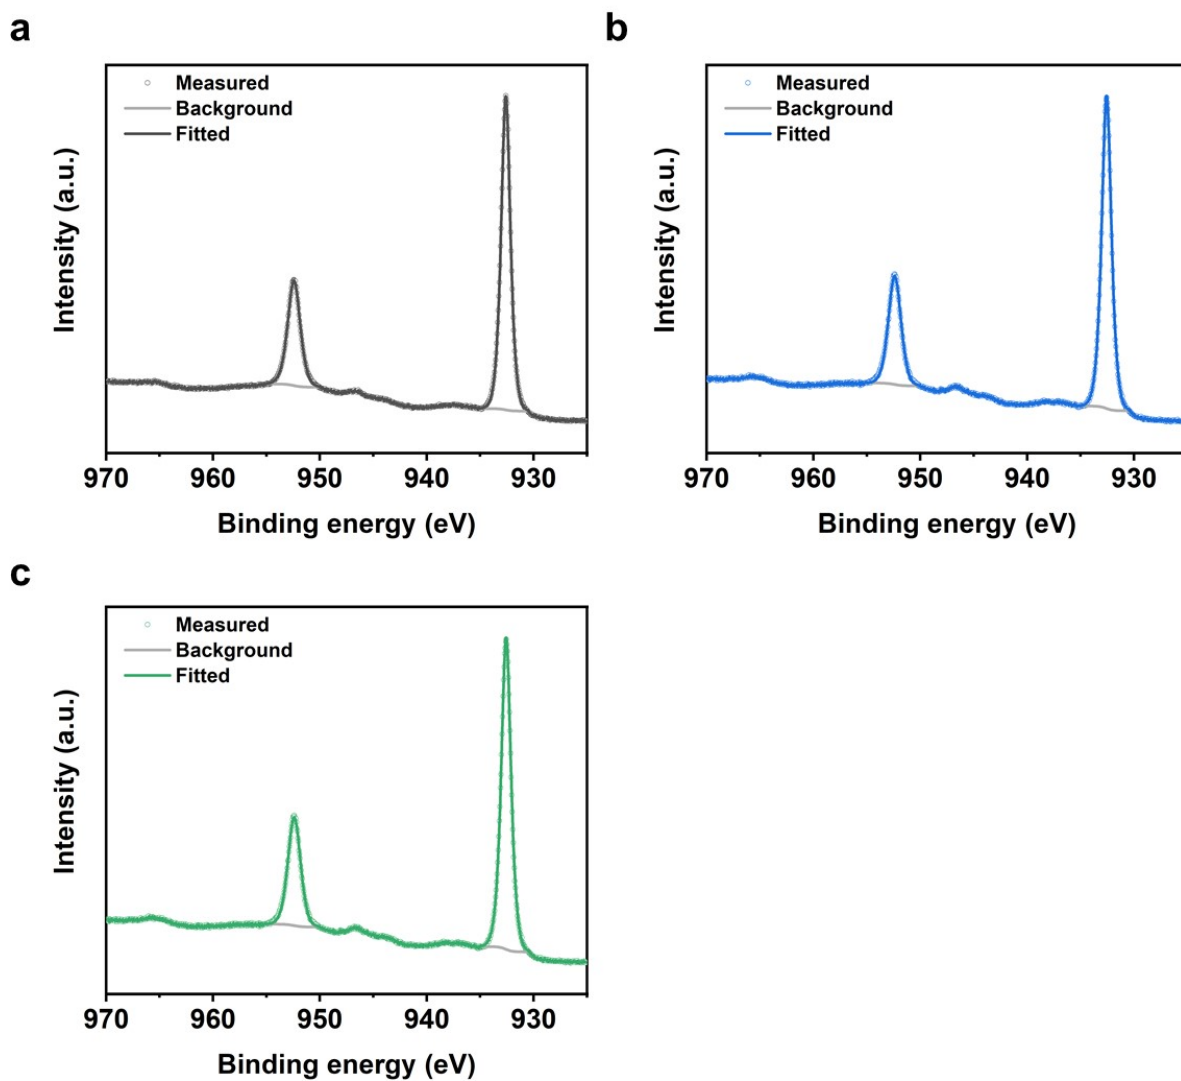 a
Measured
Background
Fitted
Intensity (a.u.)
970 960 950 940 930
Binding energy (eV)
b
Measured
Background
Fitted
Intensity (a.u.)
970 960 950 940 930
Binding energy (eV)
c
Measured
Background
Fitted
Intensity (a.u.)
970 960 950 940 930
Binding energy (eV)